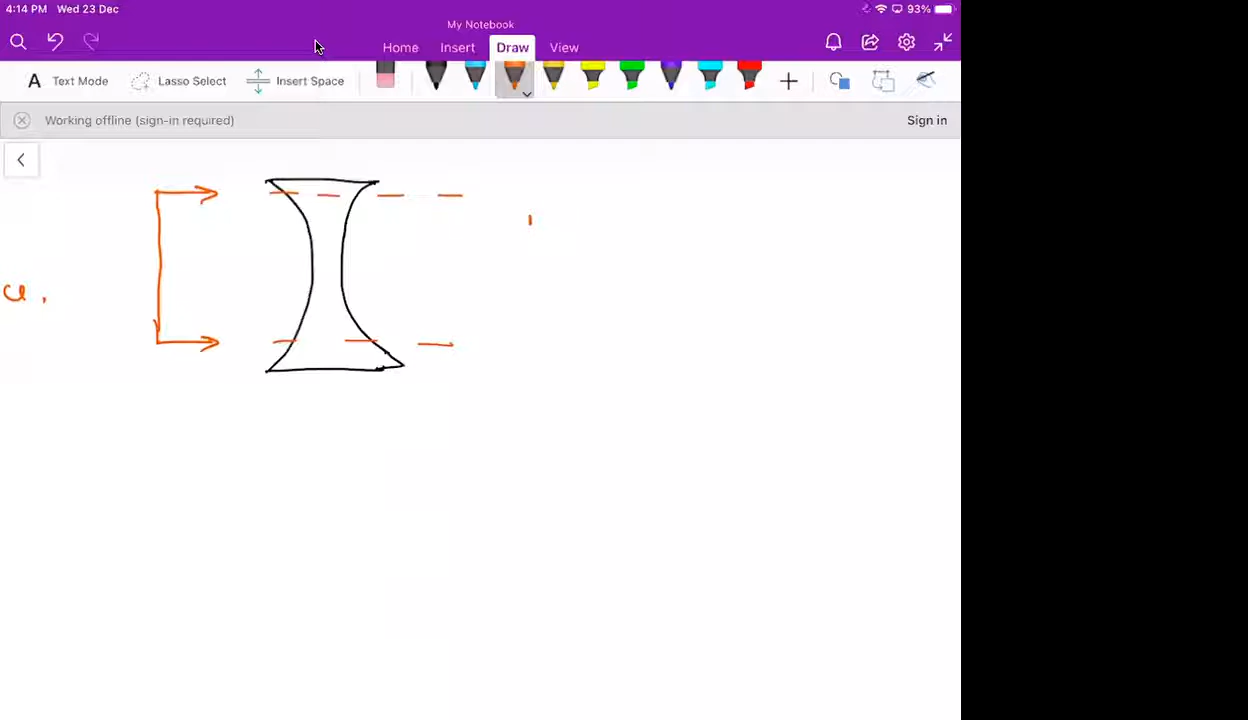 4:14 PM Wed 23 Dec
93%
My Notebook
Home Insert Draw View
A Text Mode Lasso Select Insert Space
Working offline (sign-in required) Sign in